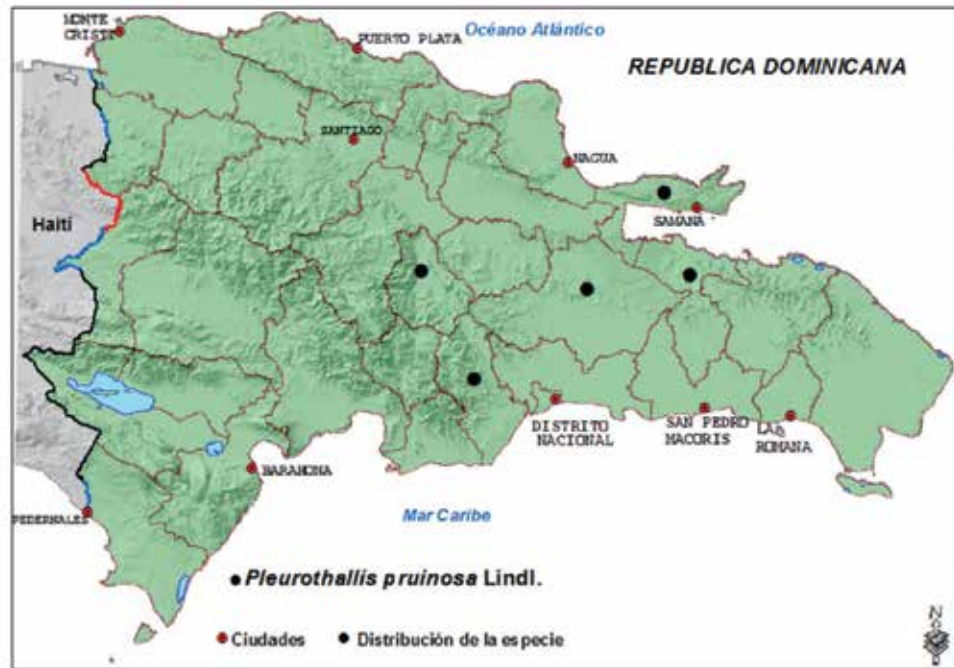 MONTE
CRISTI
PUERTO PLATA
Océano Atlántico
REPUBLICA DOMINICANA
SANTIAGO
NAGUA
SAMANA
Haití
DISTRITO
NACIONAL
SAN PEDRO
MACORIS
LA
ROMANA
BARAHONA
PEDERNALES
Mar Caribe
Pleurothallis pruinosa Lindl.
Ciudades
Distribución de la especie